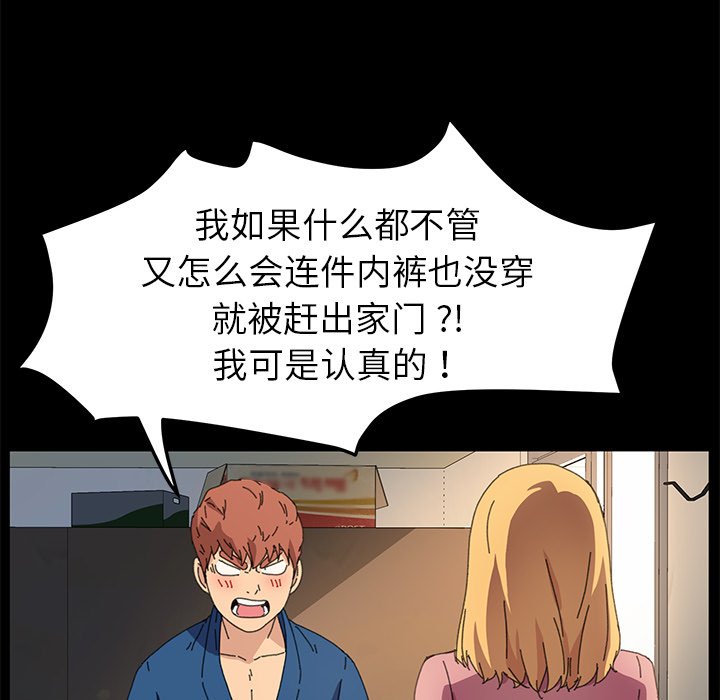 我如果什么都不管
又怎么会连件内裤也没穿
就被赶出家门?!
我可是认真的！